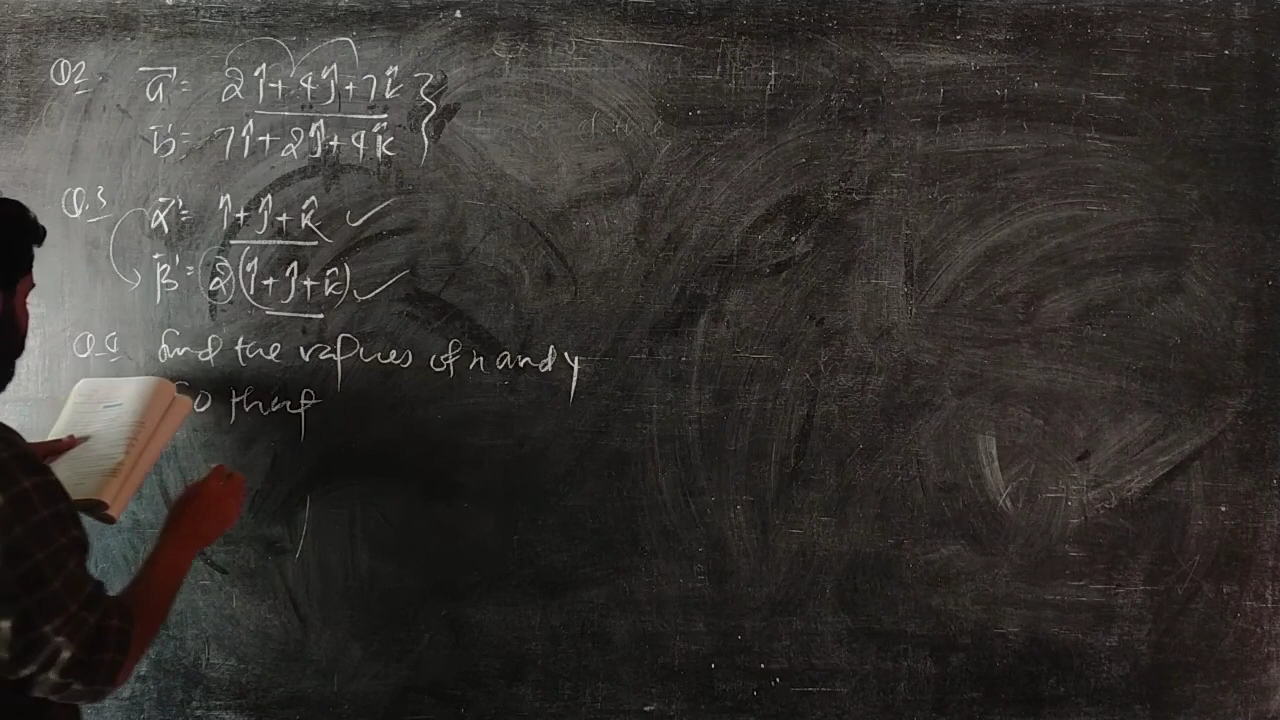 Q2 a⃗ = 2î + 4ĵ + 7k̂ }
b⃗ = 7î + 2ĵ + 4k̂
Q.3 a⃗ = î + ĵ + k̂ ✓
b⃗ = 2(î + ĵ + k̂) ✓
Q.4 find the values of x and y
so that